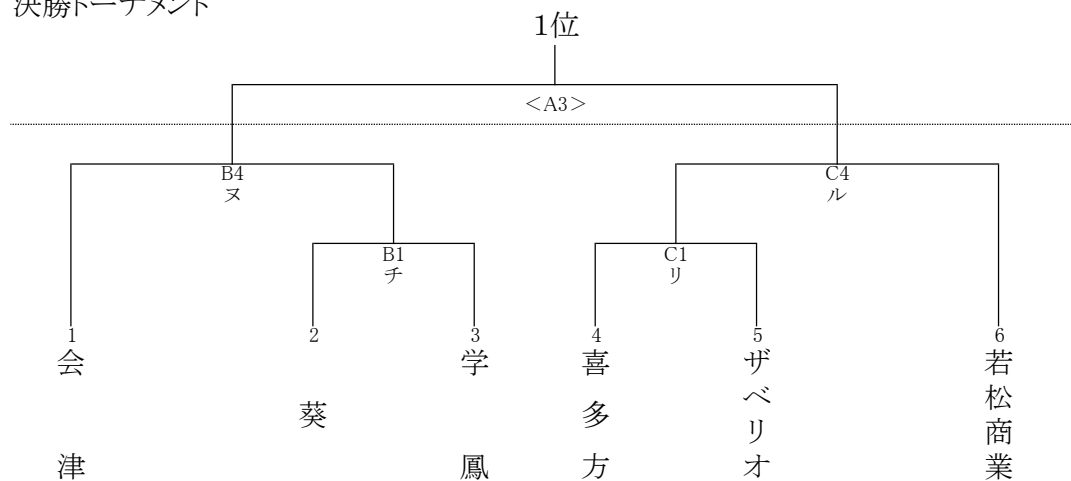 決勝トーナメント
1位
＜A3＞
B4
ヌ
C4
ル
B1
チ
C1
リ
1
会津
2
葵
3
学鳳
4
喜多方
5
ザベリオ
6
若松商業